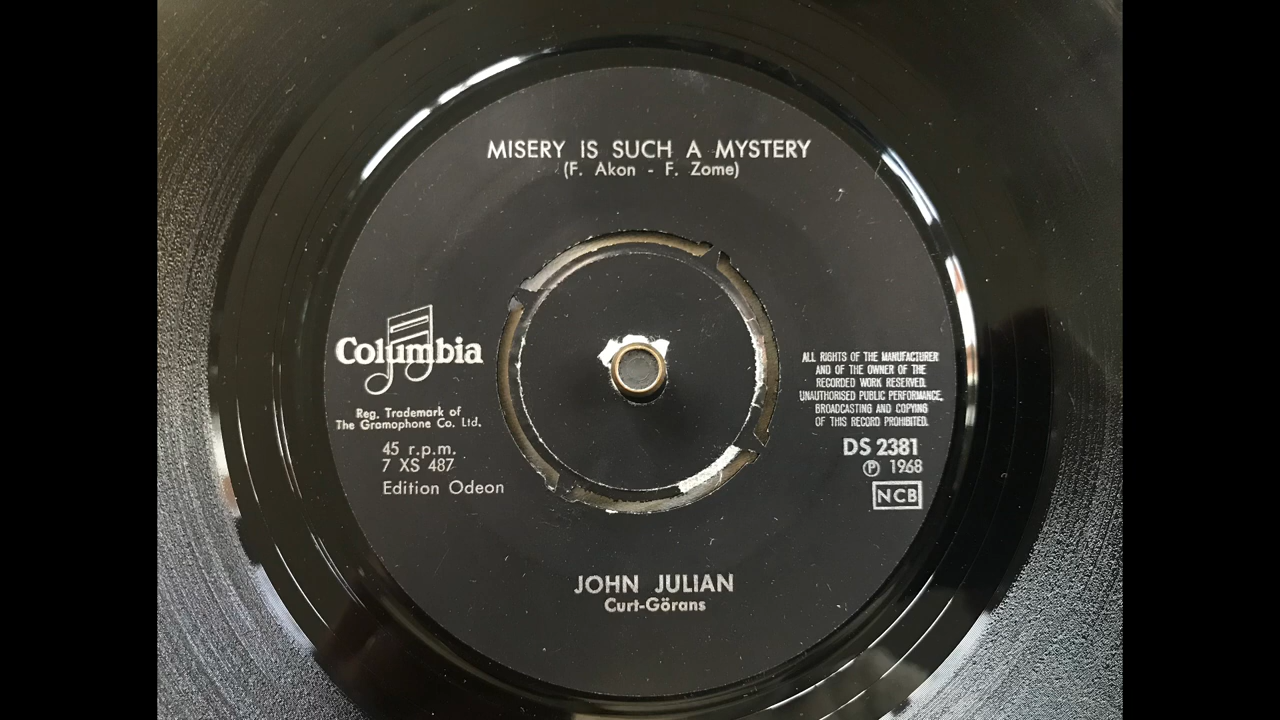 MISERY IS SUCH A MYSTERY
(F. Akon - F. Zome)
Columbia
Reg. Trademark of
The Gramophone Co. Ltd.
45 r.p.m.
7 XS 487
Edition Odeon
ALL RIGHTS OF THE MANUFACTURER
AND OF THE OWNER OF THE
RECORDED WORK RESERVED.
UNAUTHORISED PUBLIC PERFORMANCE,
BROADCASTING AND COPYING
OF THIS RECORD PROHIBITED.
DS 2381
Ⓟ 1968
NCB
JOHN JULIAN
Curt-Görans